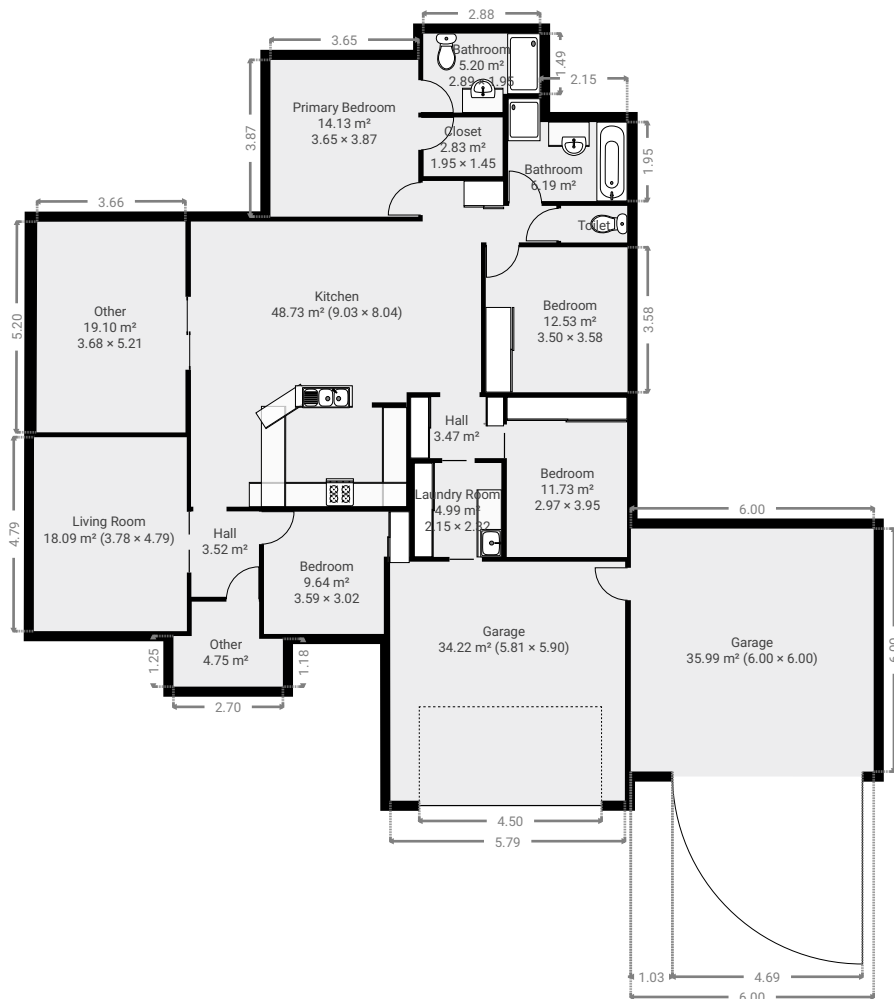 2.88
3.65
Bathroom
5.20 m²
2.89 × 1.95
1.49
2.15
Primary Bedroom
14.13 m²
3.65 × 3.87
3.87
Closet
2.83 m²
1.95 × 1.45
Bathroom
6.19 m²
1.95
3.66
Toilet
Other
19.10 m²
3.68 × 5.21
5.20
Kitchen
48.73 m² (9.03 × 8.04)
Bedroom
12.53 m²
3.50 × 3.58
3.58
Hall
3.47 m²
Bedroom
11.73 m²
2.97 × 3.95
Laundry Room
4.99 m²
2.15 × 2.32
Living Room
18.09 m² (3.78 × 4.79)
4.79
Hall
3.52 m²
Bedroom
9.64 m²
3.59 × 3.02
6.00
Other
4.75 m²
1.25
1.18
2.70
Garage
34.22 m² (5.81 × 5.90)
Garage
35.99 m² (6.00 × 6.00)
4.50
5.79
1.03
4.69
6.00